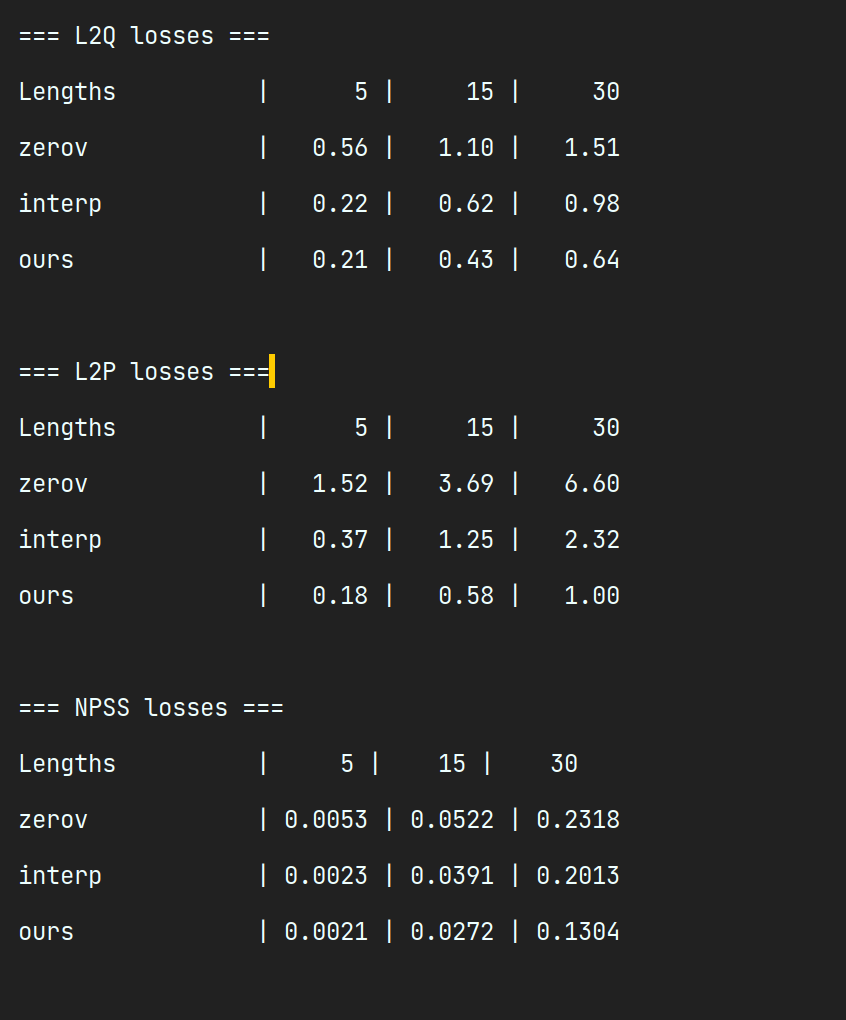 === L2Q losses ===
Lengths | 5 | 15 | 30
zerov | 0.56 | 1.10 | 1.51
interp | 0.22 | 0.62 | 0.98
ours | 0.21 | 0.43 | 0.64
=== L2P losses ===
Lengths | 5 | 15 | 30
zerov | 1.52 | 3.69 | 6.60
interp | 0.37 | 1.25 | 2.32
ours | 0.18 | 0.58 | 1.00
=== NPSS losses ===
Lengths | 5 | 15 | 30
zerov | 0.0053 | 0.0522 | 0.2318
interp | 0.0023 | 0.0391 | 0.2013
ours | 0.0021 | 0.0272 | 0.1304